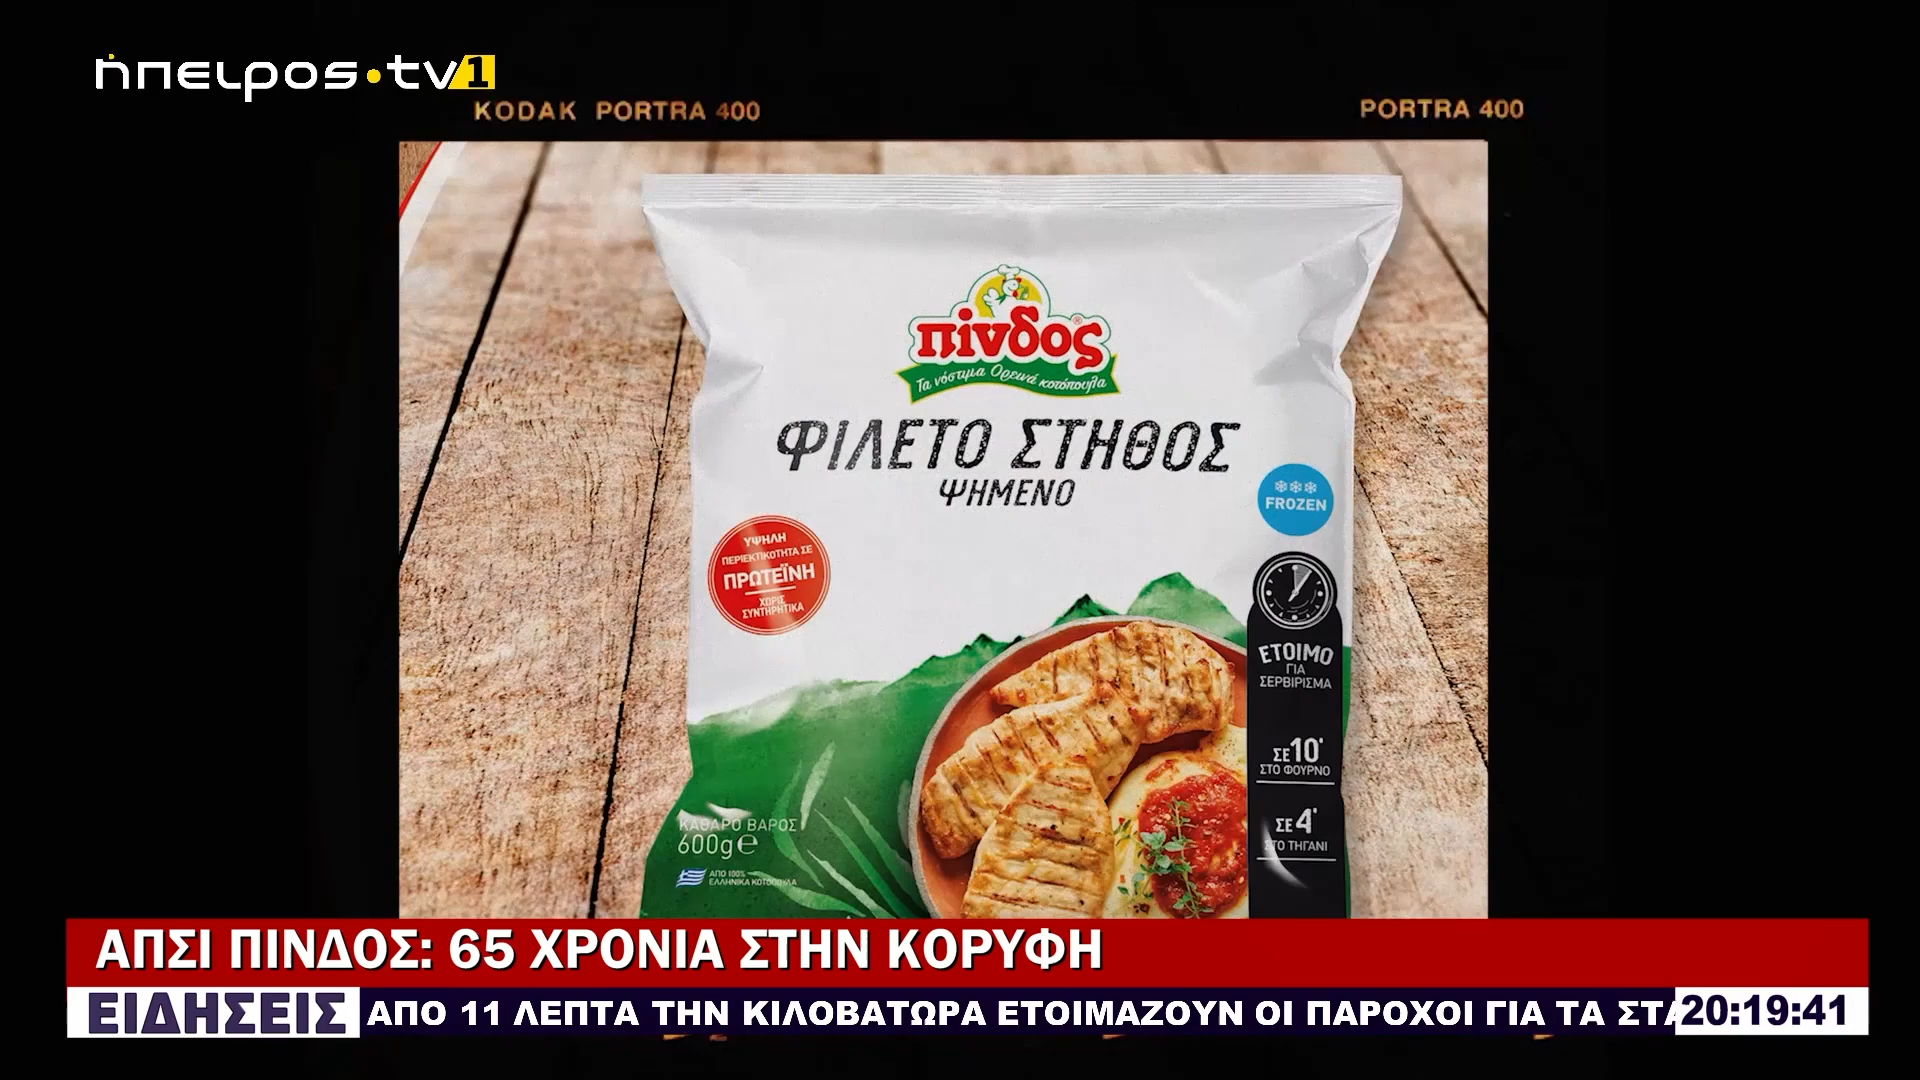 ήπειρος.tv1
KODAK PORTRA 400
PORTRA 400
πίνδος®
Τα νόστιμα Ορεινά κοτόπουλα
ΦΙΛΕΤΟ ΣΤΗΘΟΣ
ΨΗΜΕΝΟ
FROZEN
ΥΨΗΛΗ
ΠΕΡΙΕΚΤΙΚΟΤΗΤΑ ΣΕ
ΠΡΩΤΕΪΝΗ
ΧΩΡΙΣ
ΣΥΝΤΗΡΗΤΙΚΑ
ΕΤΟΙΜΟ
ΓΙΑ
ΣΕΡΒΙΡΙΣΜΑ
ΣΕ 10'
ΣΤΟ ΦΟΥΡΝΟ
ΣΕ 4'
ΣΤΟ ΤΗΓΑΝΙ
ΚΑΘΑΡΟ ΒΑΡΟΣ
600g℮
ΑΠΟ 100%
ΕΛΛΗΝΙΚΑ ΚΟΤΟΠΟΥΛΑ
ΑΠΣΙ ΠΙΝΔΟΣ: 65 ΧΡΟΝΙΑ ΣΤΗΝ ΚΟΡΥΦΗ
ΕΙΔΗΣΕΙΣ ΑΠΟ 11 ΛΕΠΤΑ ΤΗΝ ΚΙΛΟΒΑΤΩΡΑ ΕΤΟΙΜΑΖΟΥΝ ΟΙ ΠΑΡΟΧΟΙ ΓΙΑ ΤΑ ΣΤΑ 20:19:41